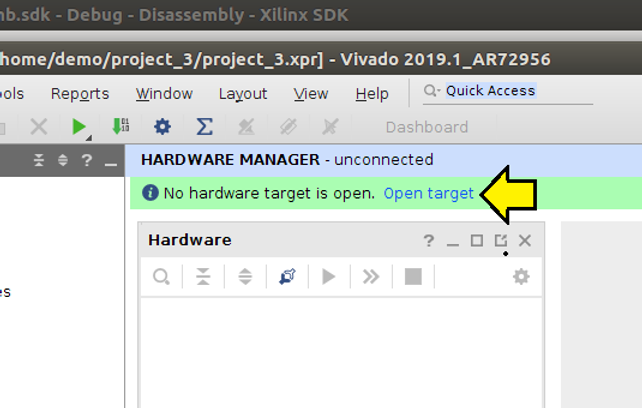 nb.sdk - Debug - Disassembly - Xilinx SDK
home/demo/project_3/project_3.xpr] - Vivado 2019.1_AR72956
ols Reports Window Layout View Help Quick Access
Dashboard
HARDWARE MANAGER - unconnected
No hardware target is open. Open target
Hardware
es